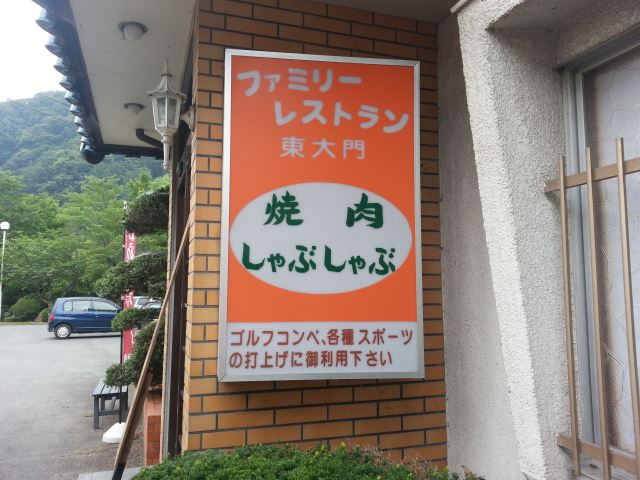 ファミリー
レストラン
東大門
焼肉
しゃぶしゃぶ
ゴルフコンペ、各種スポーツ
の打上げに御利用下さい